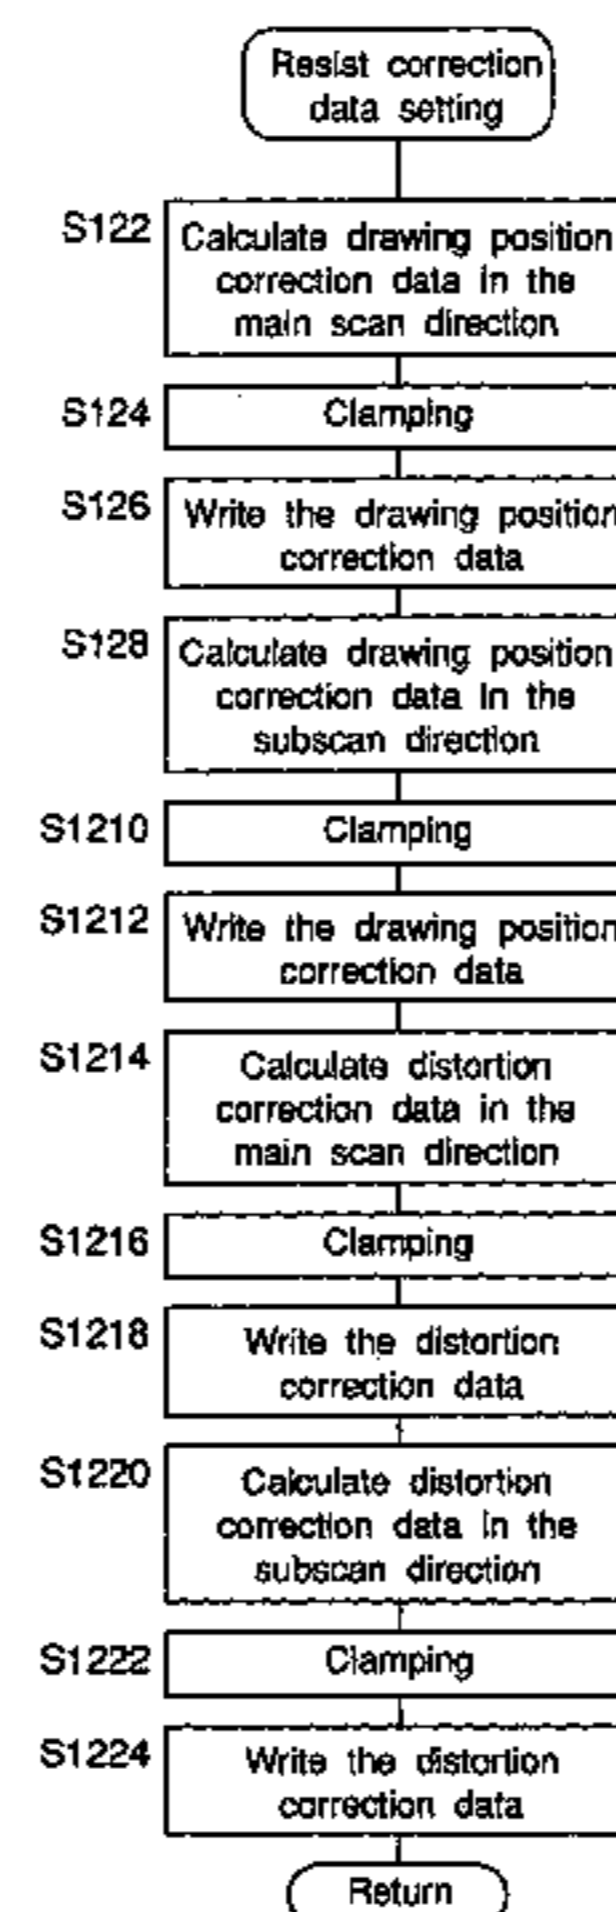 Resist correction
data setting
S122
Calculate drawing position
correction data in the
main scan direction
S124
Clamping
S126
Write the drawing position
correction data
S128
Calculate drawing position
correction data in the
subscan direction
S1210
Clamping
S1212
Write the drawing position
correction data
S1214
Calculate distortion
correction data in the
main scan direction
S1216
Clamping
S1218
Write the distortion
correction data
S1220
Calculate distortion
correction data in the
subscan direction
S1222
Clamping
S1224
Write the distortion
correction data
Return